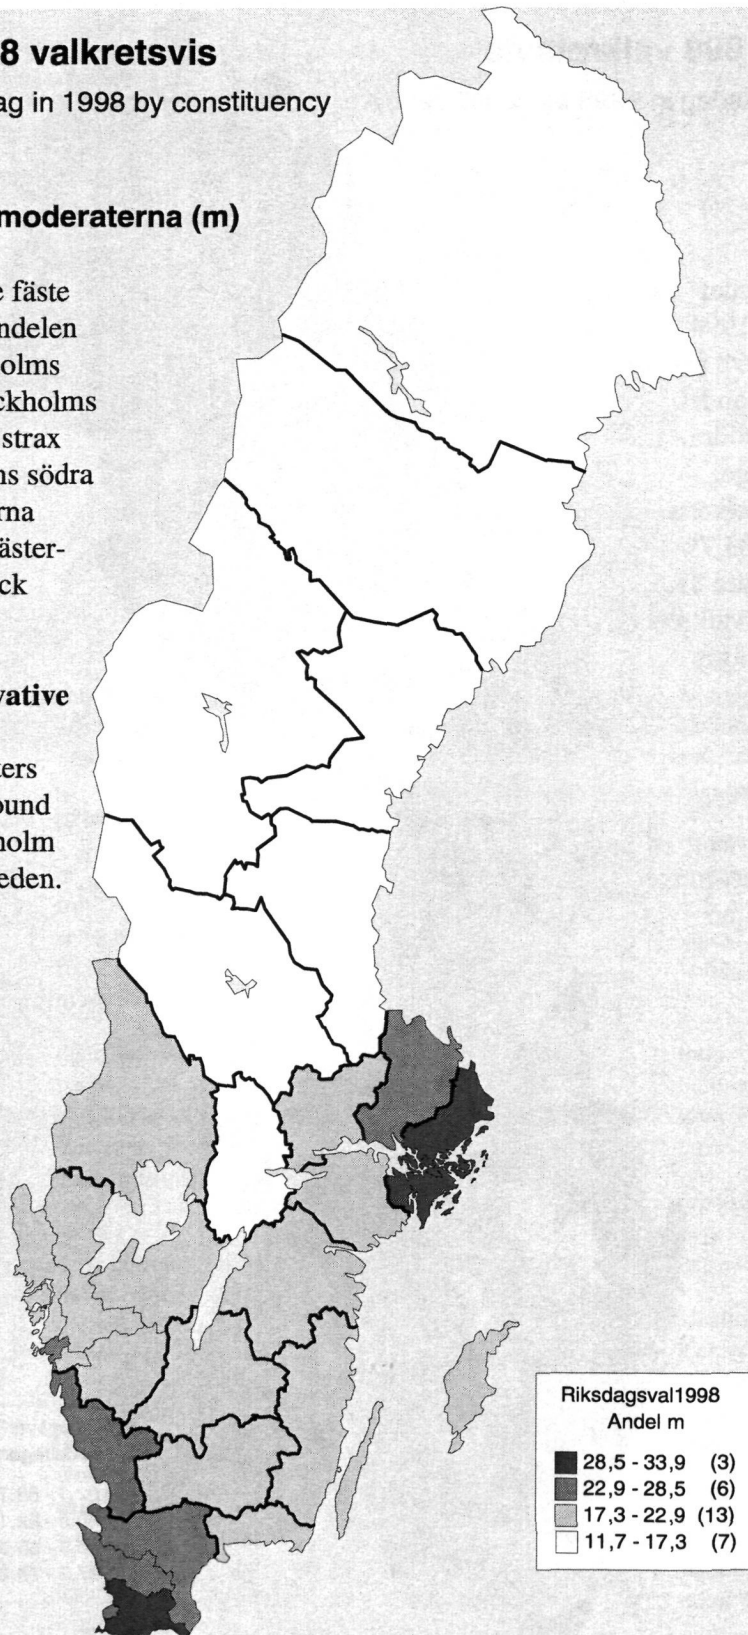 8 valkretsvis
ag in 1998 by constituency
moderaterna (m)
e fäste
ndelen
olms
ckholms
strax
ns södra
rna
äster-
ck
vative
ters
ound
holm
eden.
Riksdagsval1998
Andel m
28,5 - 33,9 (3)
22,9 - 28,5 (6)
17,3 - 22,9 (13)
11,7 - 17,3 (7)